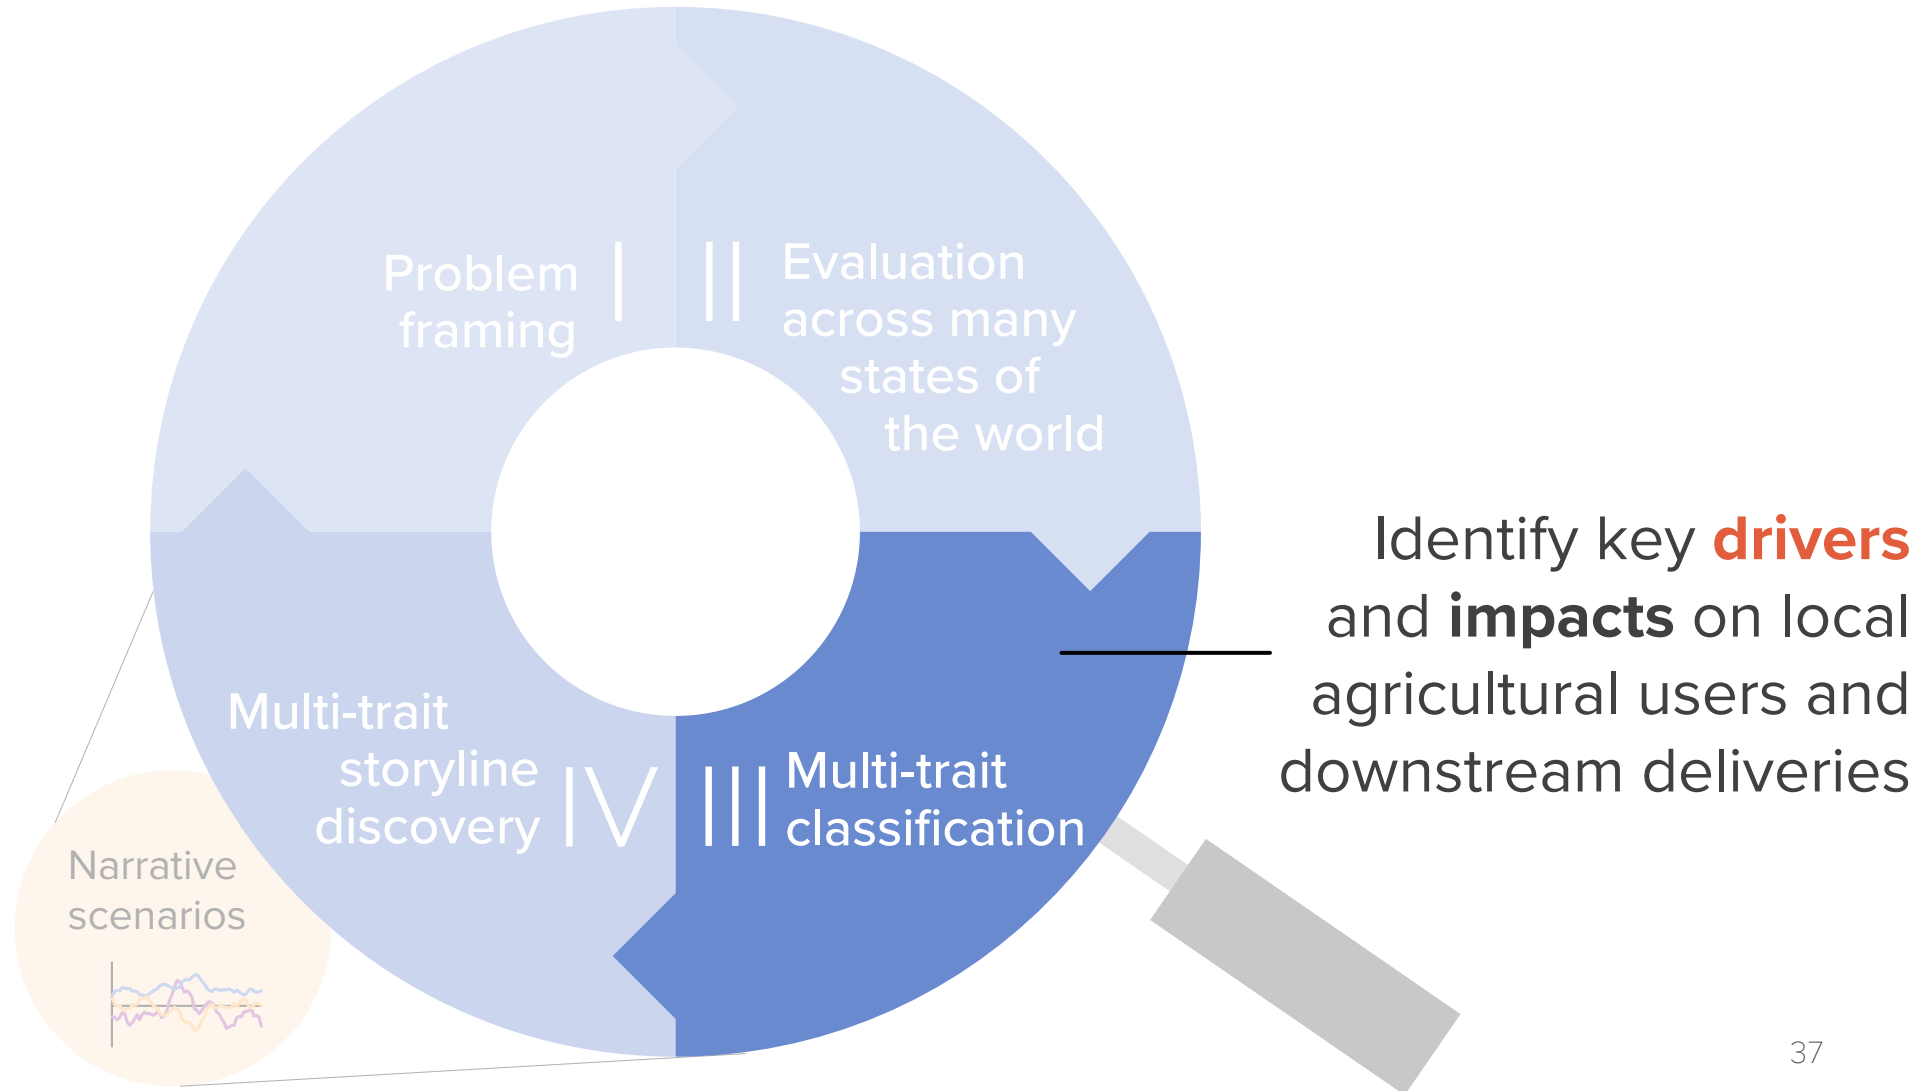 Problem
framing
I
II
Evaluation
across many
states of
the world
Identify key drivers
and impacts on local
agricultural users and
downstream deliveries
Multi-trait
storyline
discovery
IV
III
Multi-trait
classification
Narrative
scenarios
37